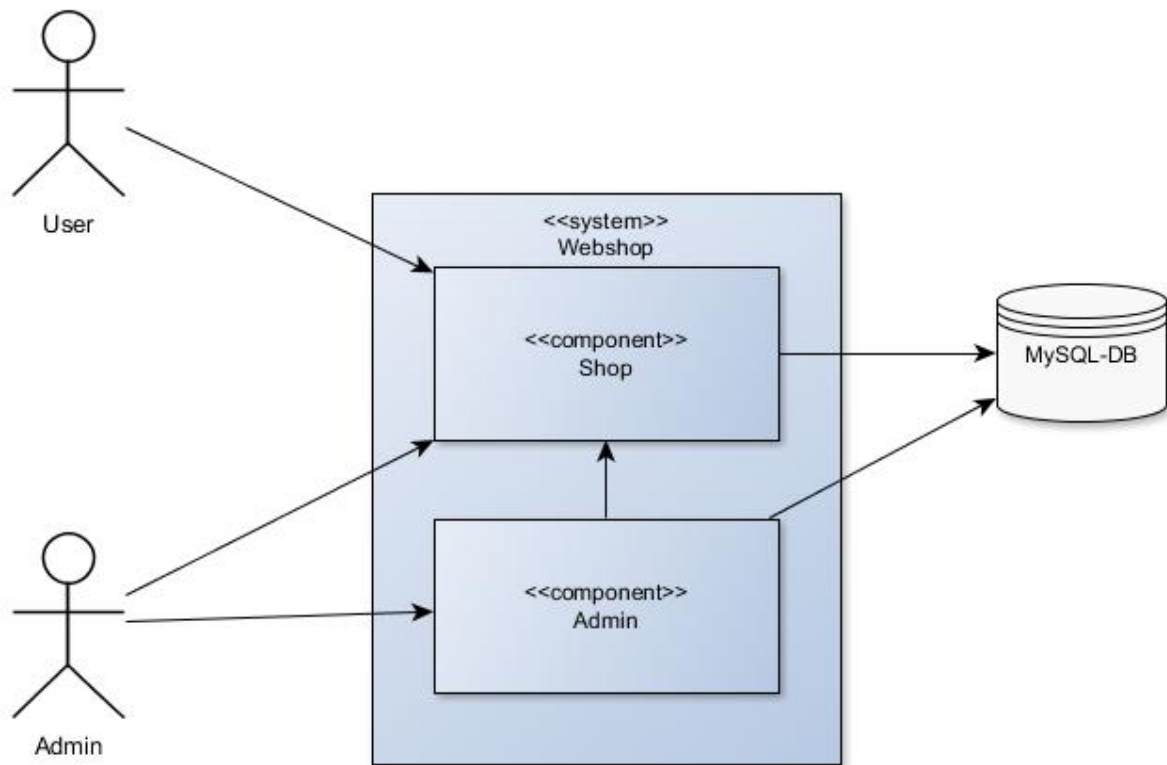 User
<<system>>
Webshop
<<component>>
Shop
MySQL-DB
<<component>>
Admin
Admin